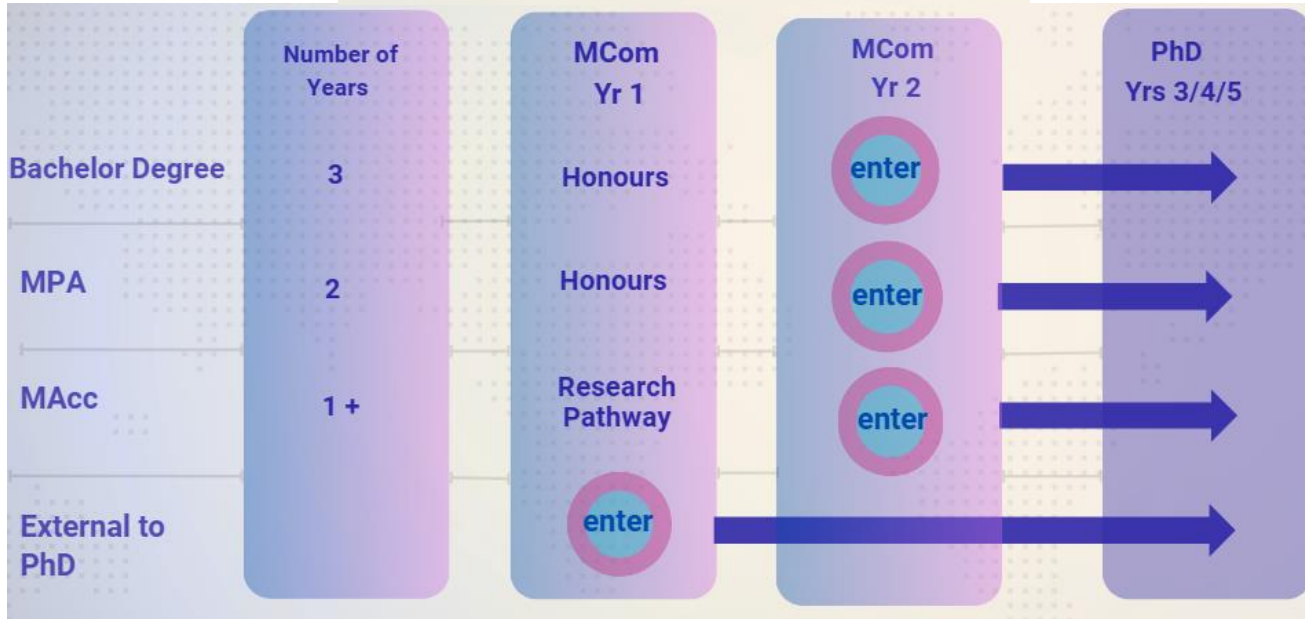 Number of
Years
MCom
Yr 1
MCom
Yr 2
PhD
Yrs 3/4/5
Bachelor Degree
3
Honours
enter
MPA
2
Honours
enter
MAcc
1 +
Research
Pathway
enter
External to
PhD
enter